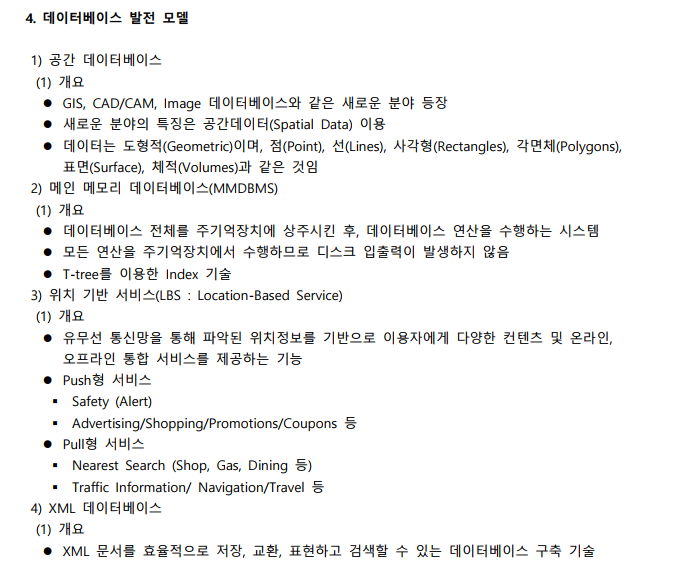 4. 데이터베이스 발전 모델
1) 공간 데이터베이스
(1) 개요
● GIS, CAD/CAM, Image 데이터베이스와 같은 새로운 분야 등장
● 새로운 분야의 특징은 공간데이터(Spatial Data) 이용
● 데이터는 도형적(Geometric)이며, 점(Point), 선(Lines), 사각형(Rectangles), 각면체(Polygons),
표면(Surface), 체적(Volumes)과 같은 것임
2) 메인 메모리 데이터베이스(MMDBMS)
(1) 개요
● 데이터베이스 전체를 주기억장치에 상주시킨 후, 데이터베이스 연산을 수행하는 시스템
● 모든 연산을 주기억장치에서 수행하므로 디스크 입출력이 발생하지 않음
● T-tree를 이용한 Index 기술
3) 위치 기반 서비스(LBS : Location-Based Service)
(1) 개요
● 유무선 통신망을 통해 파악된 위치정보를 기반으로 이용자에게 다양한 컨텐츠 및 온라인,
오프라인 통합 서비스를 제공하는 기능
● Push형 서비스
▪ Safety (Alert)
▪ Advertising/Shopping/Promotions/Coupons 등
● Pull형 서비스
▪ Nearest Search (Shop, Gas, Dining 등)
▪ Traffic Information/ Navigation/Travel 등
4) XML 데이터베이스
(1) 개요
● XML 문서를 효율적으로 저장, 교환, 표현하고 검색할 수 있는 데이터베이스 구축 기술